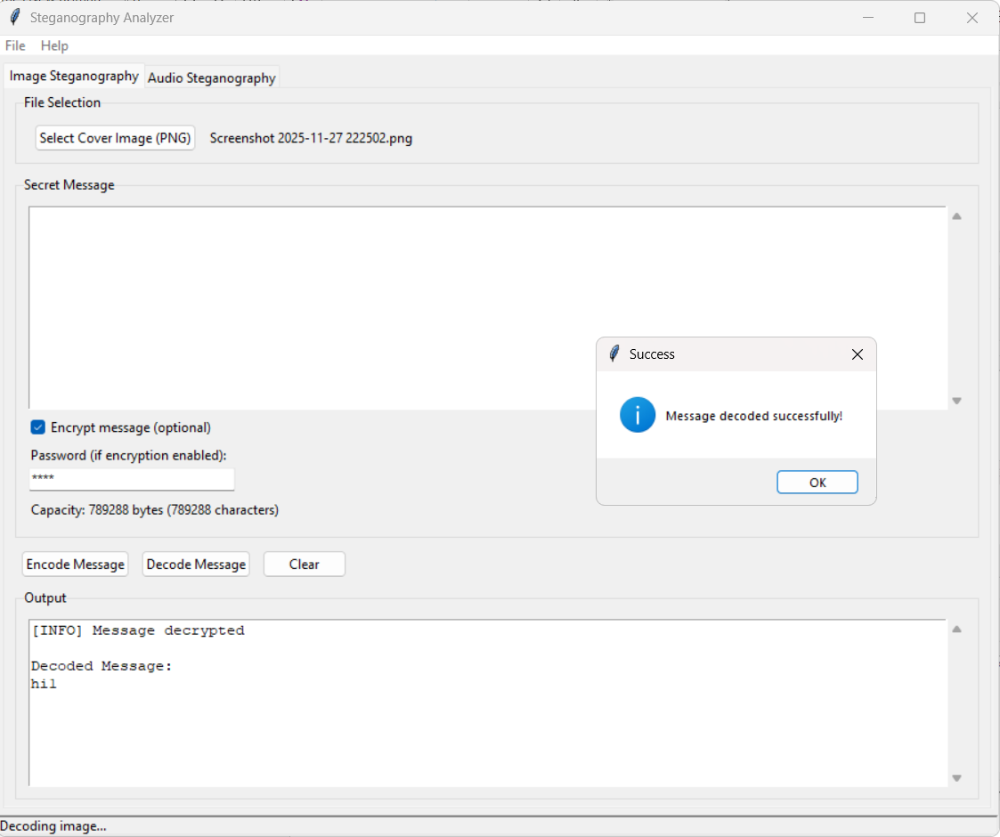 Steganography Analyzer
File Help
Image Steganography Audio Steganography
File Selection
Select Cover Image (PNG) Screenshot 2025-11-27 222502.png
Secret Message
Success
Message decoded successfully!
OK
Encrypt message (optional)
Password (if encryption enabled):
****
Capacity: 789288 bytes (789288 characters)
Encode Message Decode Message Clear
Output
[INFO] Message decrypted
Decoded Message:
hil
Decoding image...